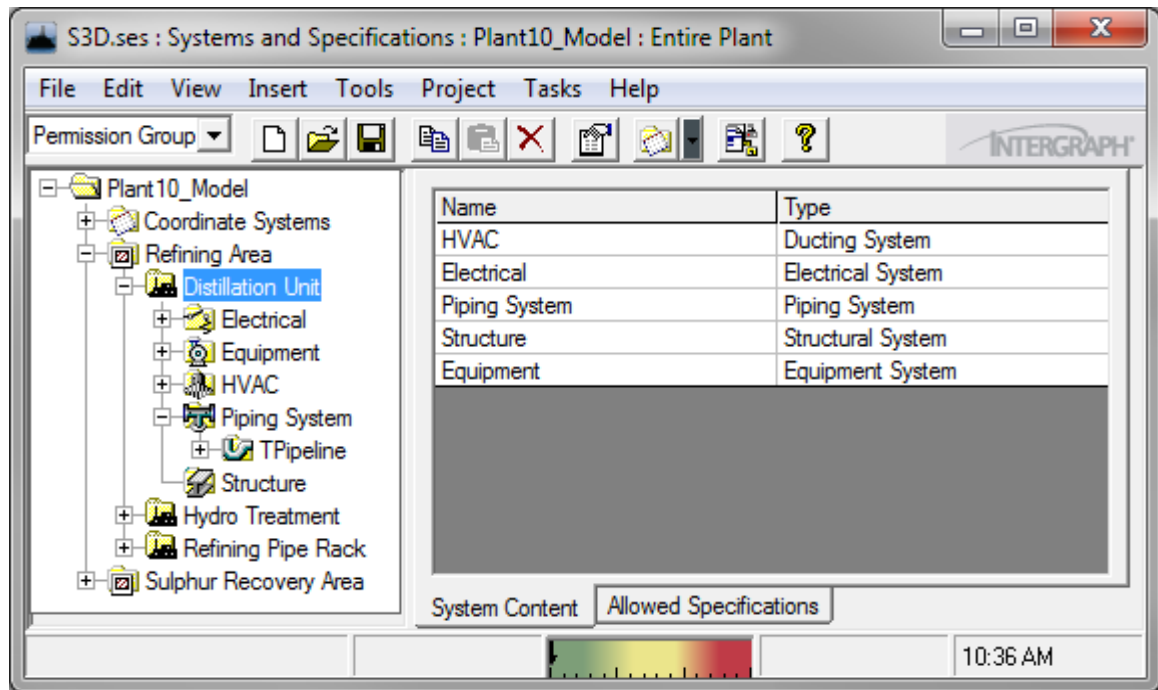 S3D.ses : Systems and Specifications : Plant10_Model : Entire Plant
File Edit View Insert Tools Project Tasks Help
Permission Group
INTERGRAPH
Plant10_Model
Coordinate Systems
Refining Area
Distillation Unit
Electrical
Equipment
HVAC
Piping System
TPipeline
Structure
Hydro Treatment
Refining Pipe Rack
Sulphur Recovery Area
Name Type
HVAC Ducting System
Electrical Electrical System
Piping System Piping System
Structure Structural System
Equipment Equipment System
System Content Allowed Specifications
10:36 AM